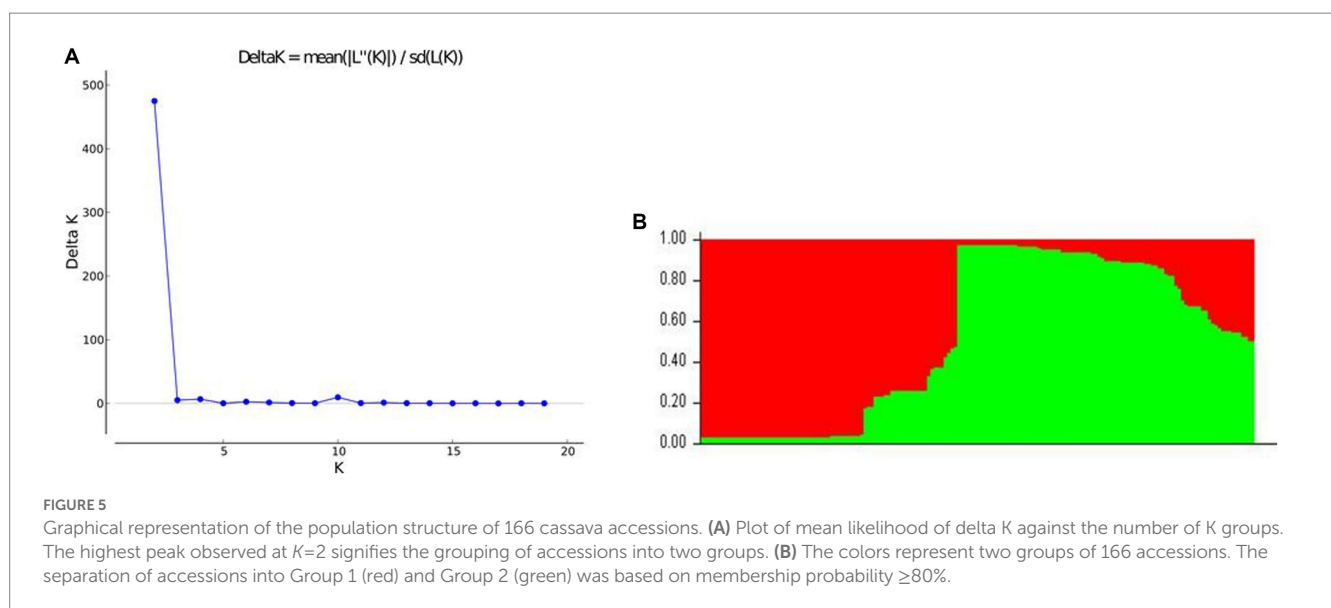 A
DeltaK = mean(|L"(K)|) / sd(L(K))
500
400
300
200
100
0
Delta K
5 10 15 20
K
B
1.00
0.80
0.60
0.40
0.20
0.00
FIGURE 5
Graphical representation of the population structure of 166 cassava accessions. (A) Plot of mean likelihood of delta K against the number of K groups.
The highest peak observed at K=2 signifies the grouping of accessions into two groups. (B) The colors represent two groups of 166 accessions. The
separation of accessions into Group 1 (red) and Group 2 (green) was based on membership probability ≥80%.